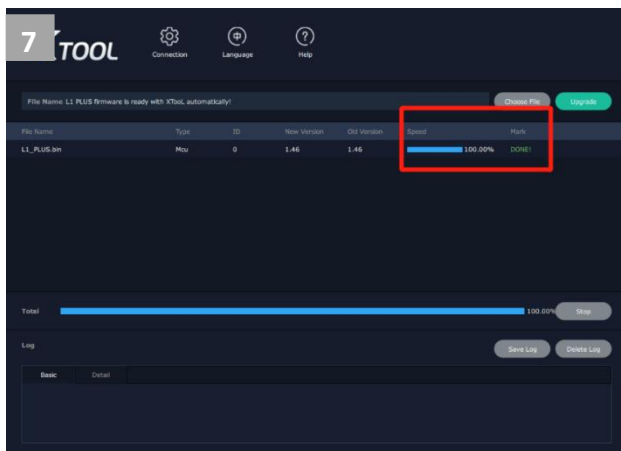 7
XTOOL
Connection Language Help
File Name L1 PLUS firmware is ready with XTool automatically! Choose File Upgrade
File Name Type ID New Version Old Version Speed Mark
L1_PLUS.bin Mcu 0 1.46 1.46 100.00% DONE!
Total 100.00% Stop
Log Save Log Delete Log
Basic Detail